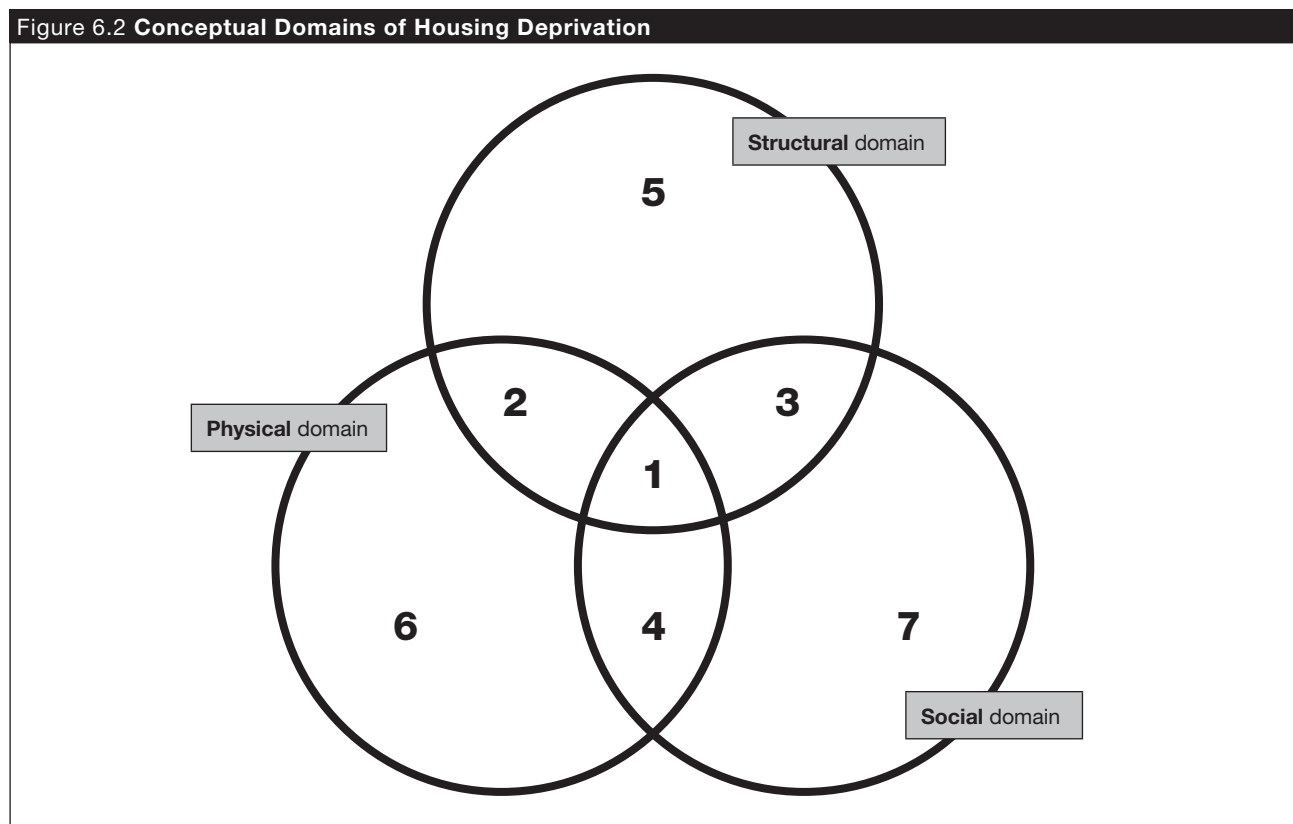 Figure 6.2 Conceptual Domains of Housing Deprivation
Structural domain
5
2
3
Physical domain
1
6
4
7
Social domain